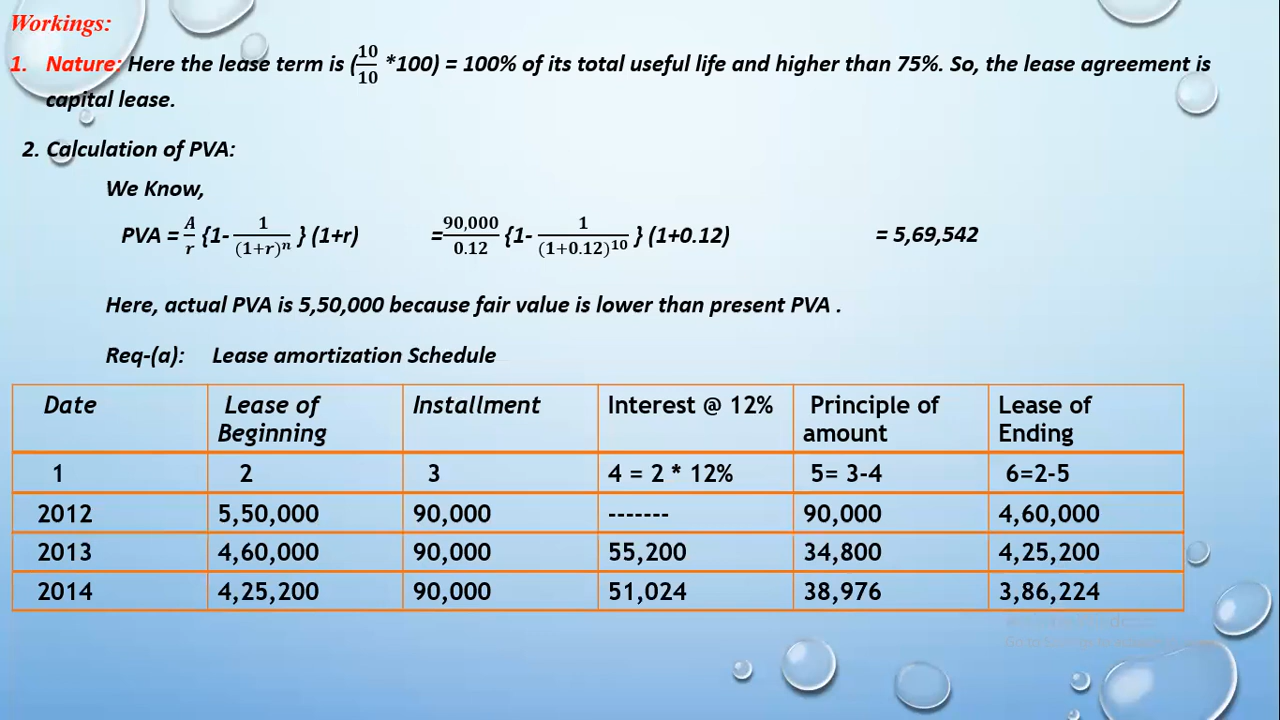 Workings:
1. Nature: Here the lease term is (10/10 *100) = 100% of its total useful life and higher than 75%. So, the lease agreement is
capital lease.
2. Calculation of PVA:
We Know,
PVA = A/r {1- 1/(1+r)^n } (1+r) = 90,000/0.12 {1- 1/(1+0.12)^10 } (1+0.12) = 5,69,542
Here, actual PVA is 5,50,000 because fair value is lower than present PVA .
Req-(a): Lease amortization Schedule
Date Lease of Beginning Installment Interest @ 12% Principle of amount Lease of Ending
1 2 3 4 = 2 * 12% 5= 3-4 6=2-5
2012 5,50,000 90,000 ------- 90,000 4,60,000
2013 4,60,000 90,000 55,200 34,800 4,25,200
2014 4,25,200 90,000 51,024 38,976 3,86,224